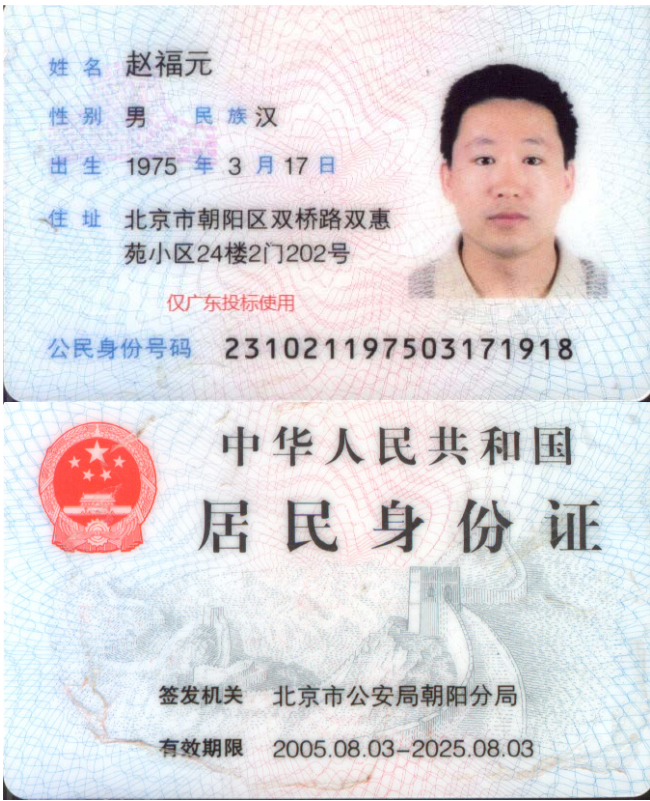 姓名 赵福元
性别 男 民族 汉
出生 1975 年 3 月 17 日
住址 北京市朝阳区双桥路双惠
苑小区24楼2门202号
仅广东投标使用
公民身份号码 231021197503171918
中华人民共和国
居民身份证
签发机关 北京市公安局朝阳分局
有效期限 2005.08.03-2025.08.03